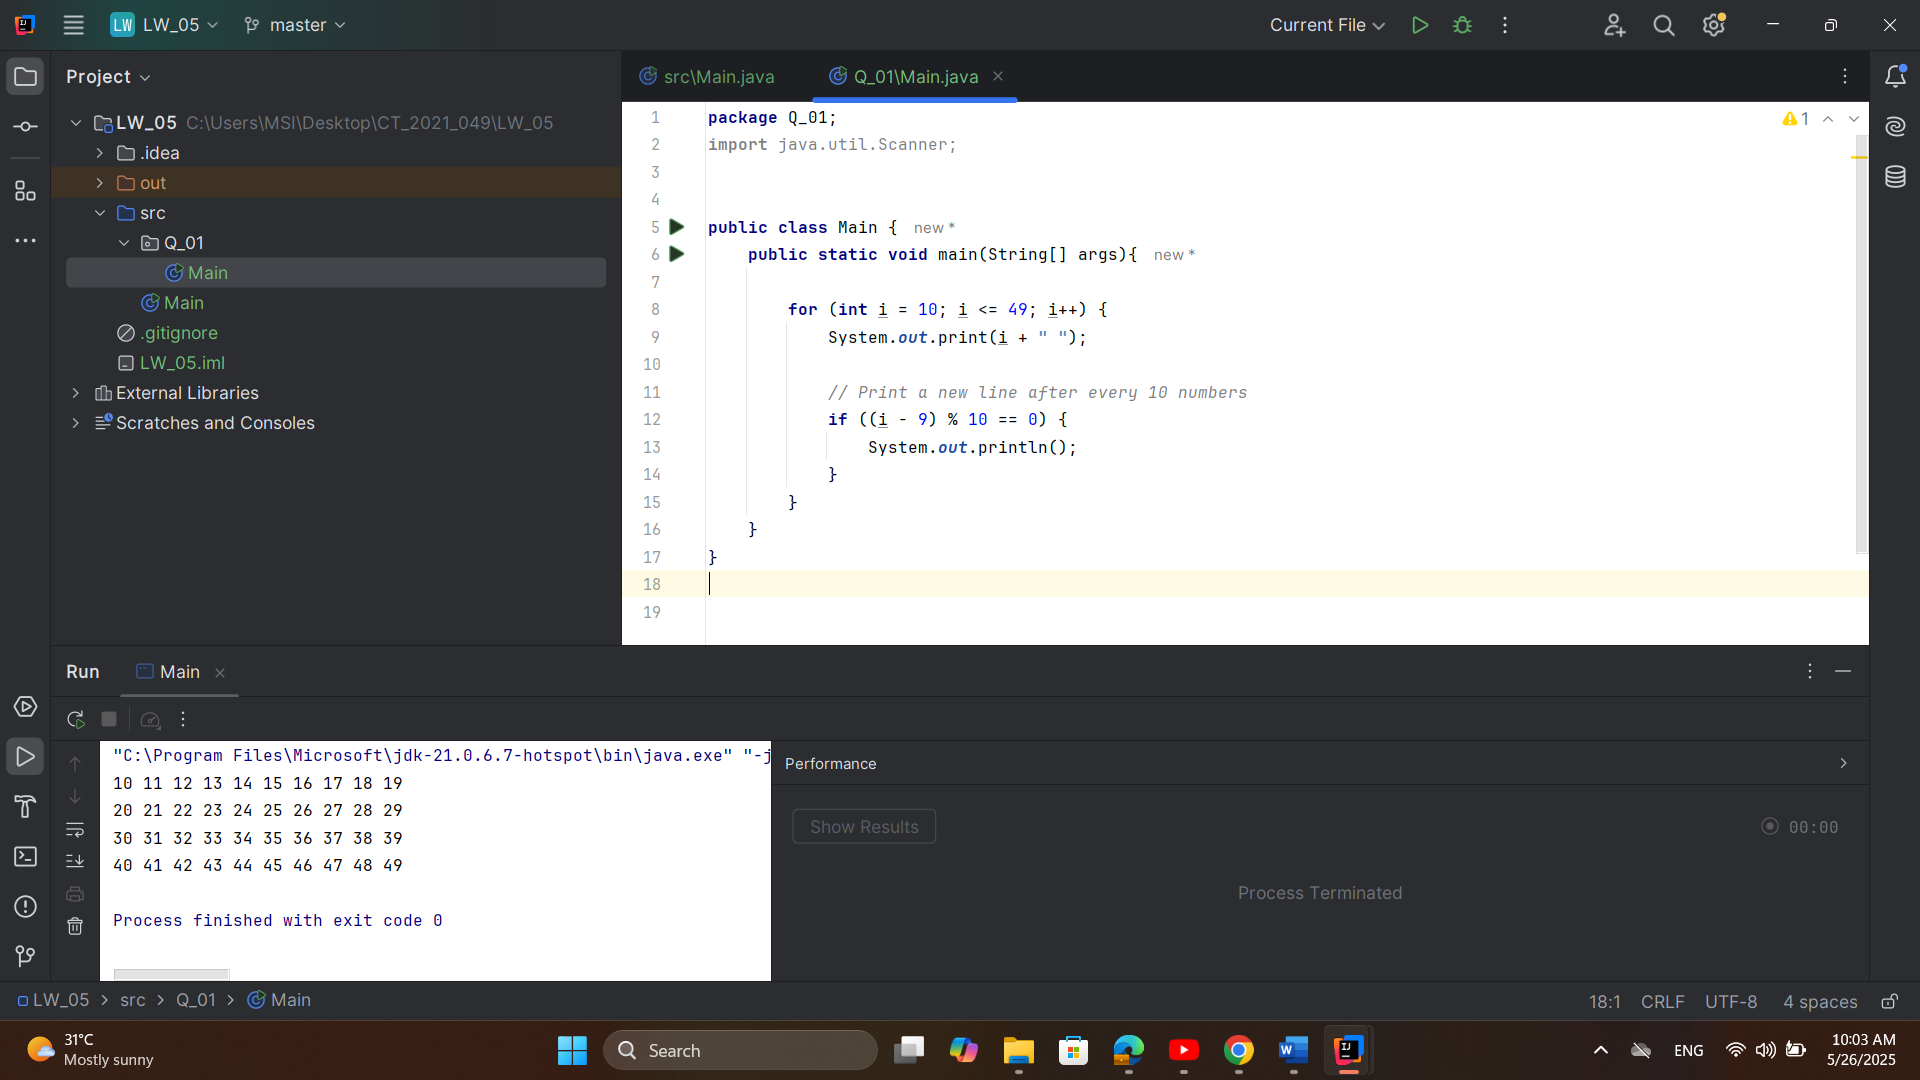 LW LW_05 master Current File
Project
src\Main.java Q_01\Main.java
LW_05 C:\Users\MSI\Desktop\CT_2021_049\LW_05
.idea
out
src
Q_01
Main
Main
.gitignore
LW_05.iml
External Libraries
Scratches and Consoles
1 package Q_01;
1
2 import java.util.Scanner;
3
4
5 public class Main { new *
6 public static void main(String[] args){ new *
7
8 for (int i = 10; i <= 49; i++) {
9 System.out.print(i + " ");
10
11 // Print a new line after every 10 numbers
12 if ((i - 9) % 10 == 0) {
13 System.out.println();
14 }
15 }
16 }
17 }
18
19
Run Main
"C:\Program Files\Microsoft\jdk-21.0.6.7-hotspot\bin\java.exe" "-j
10 11 12 13 14 15 16 17 18 19
20 21 22 23 24 25 26 27 28 29
30 31 32 33 34 35 36 37 38 39
40 41 42 43 44 45 46 47 48 49
Process finished with exit code 0
Performance
Show Results 00:00
Process Terminated
LW_05 > src > Q_01 > Main 18:1 CRLF UTF-8 4 spaces
31°C
Mostly sunny
Search
ENG
10:03 AM
5/26/2025